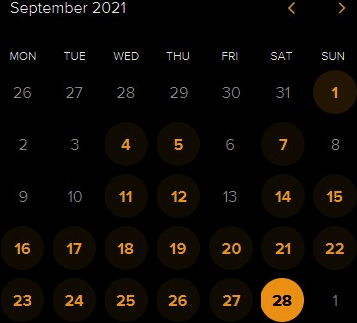 September 2021
MON TUE WED THU FRI SAT SUN
26 27 28 29 30 31 1
2 3 4 5 6 7 8
9 10 11 12 13 14 15
16 17 18 19 20 21 22
23 24 25 26 27 28 1